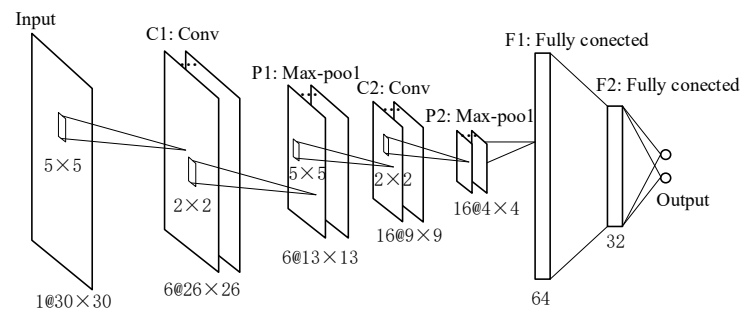 Input
C1: Conv
P1: Max-pool
C2: Conv
P2: Max-pool
F1: Fully conected
F2: Fully conected
5×5
2×2
5×5
2×2
1@30×30
6@26×26
6@13×13
16@9×9
16@4×4
64
32
Output